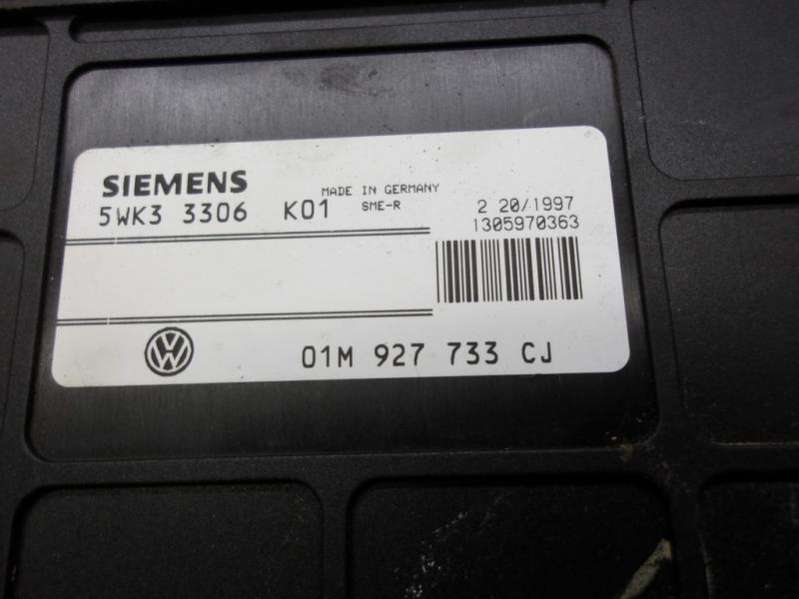 SIEMENS
MADE IN GERMANY
5WK3 3306 K01 SME-R 2 20/1997
1305970363
01M 927 733 CJ